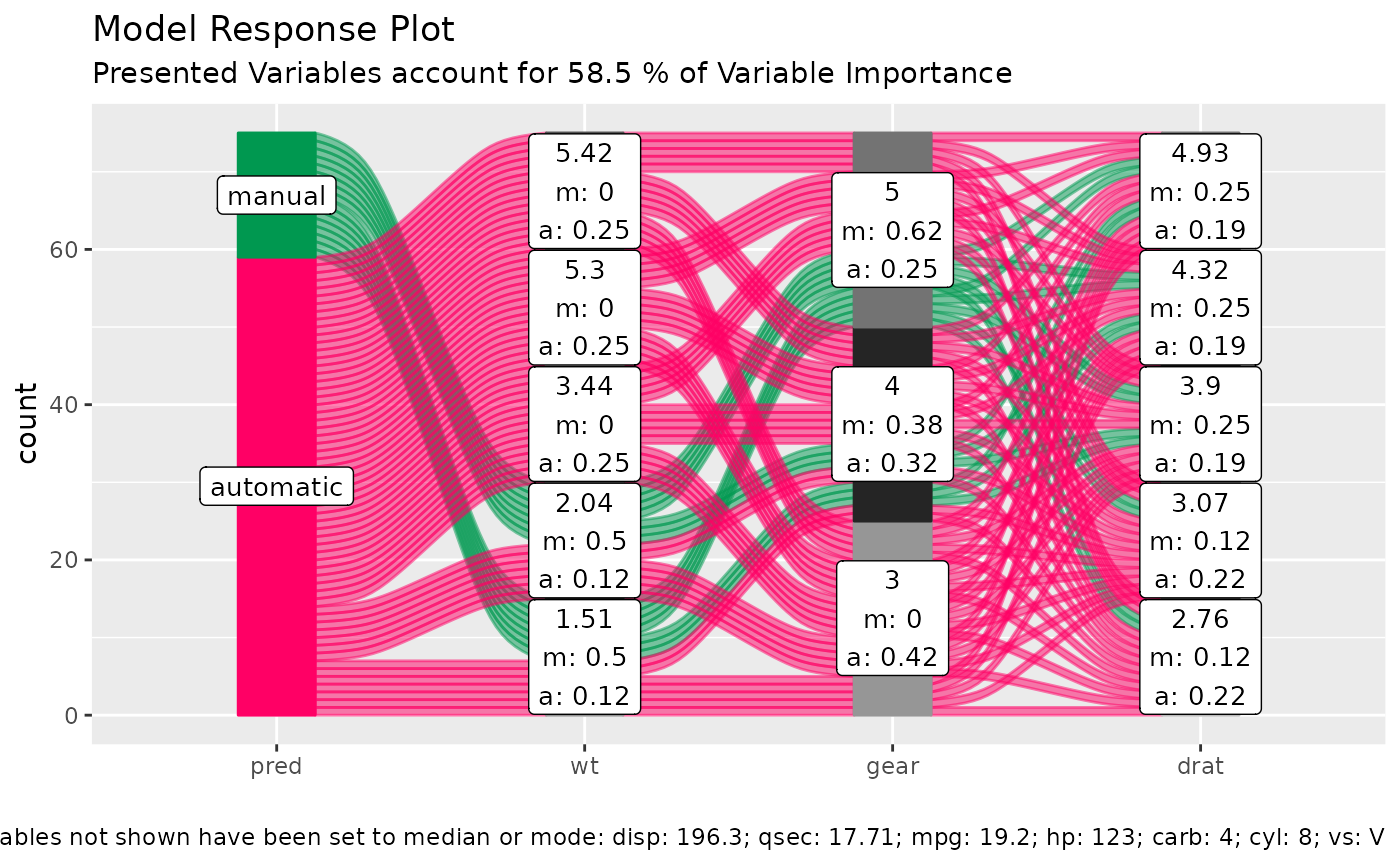 Model Response Plot
Presented Variables account for 58.5 % of Variable Importance
count
60
40
20
0
manual
automatic
5.42
m: 0
a: 0.25
5.3
m: 0
a: 0.25
3.44
m: 0
a: 0.25
2.04
m: 0.5
a: 0.12
1.51
m: 0.5
a: 0.12
5
m: 0.62
a: 0.25
4
m: 0.38
a: 0.32
3
m: 0
a: 0.42
4.93
m: 0.25
a: 0.19
4.32
m: 0.25
a: 0.19
3.9
m: 0.25
a: 0.19
3.07
m: 0.12
a: 0.22
2.76
m: 0.12
a: 0.22
pred
wt
gear
drat
ables not shown have been set to median or mode: disp: 196.3; qsec: 17.71; mpg: 19.2; hp: 123; carb: 4; cyl: 8; vs: V